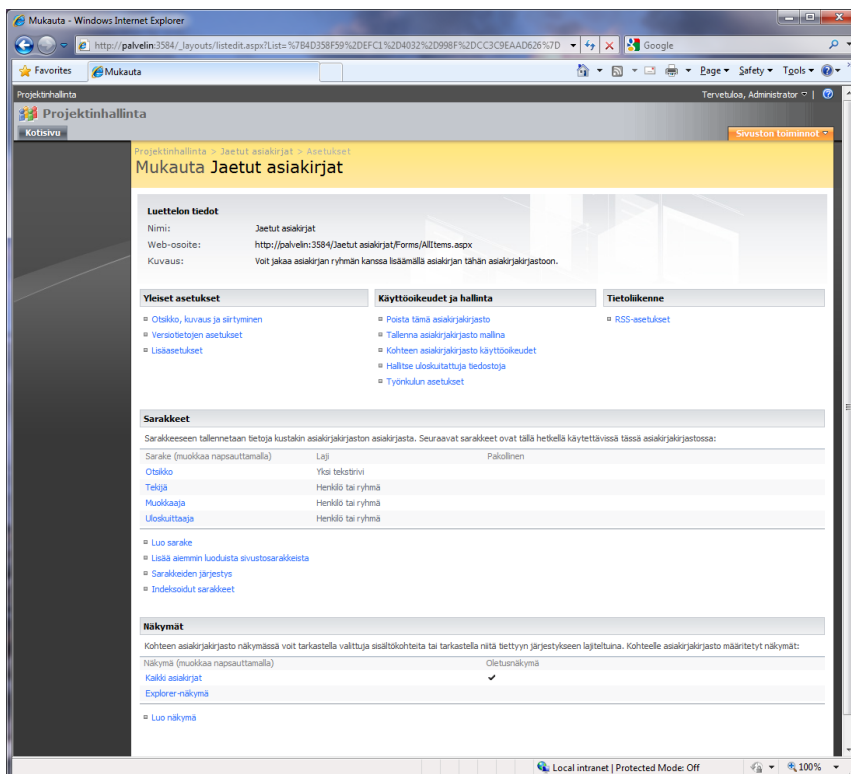 Mukauta - Windows Internet Explorer
http://palvelin:3584/_layouts/listedit.aspx?List=%7B4D358F59%2DEFC1%2D4032%2D998F%2DCC3C9EAAD626%7D
Google
Favorites
Mukauta
Page
Safety
Tools
Projektinhallinta
Tervetuloa, Administrator
Projektinhallinta
Kotisivu
Sivuston toiminnot
Projektinhallinta > Jaetut asiakirjat > Asetukset
Mukauta Jaetut asiakirjat
Luettelon tiedot
Nimi: Jaetut asiakirjat
Web-osoite: http://palvelin:3584/Jaetut asiakirjat/Forms/AllItems.aspx
Kuvaus: Voit jakaa asiakirjan ryhmän kanssa lisäämällä asiakirjan tähän asiakirjakirjastoon.
Yleiset asetukset
Otsikko, kuvaus ja siirtyminen
Versiotietojen asetukset
Lisäasetukset
Käyttöoikeudet ja hallinta
Poista tämä asiakirjakirjasto
Tallenna asiakirjakirjasto mallina
Kohteen asiakirjakirjasto käyttöoikeudet
Hallitse uloskuitattuja tiedostoja
Työnkulun asetukset
Tietoliikenne
RSS-asetukset
Sarakkeet
Sarakkeeseen tallennetaan tietoja kustakin asiakirjakirjaston asiakirjasta. Seuraavat sarakkeet ovat tällä hetkellä käytettävissä tässä asiakirjakirjastossa:
Sarake (muokkaa napsauttamalla) Laji Pakollinen
Otsikko Yksi tekstirivi
Tekijä Henkilö tai ryhmä
Muokkaaja Henkilö tai ryhmä
Uloskuittaaja Henkilö tai ryhmä
Luo sarake
Lisää aiemmin luoduista sivustosarakkeista
Sarakkeiden järjestys
Indeksoidut sarakkeet
Näkymät
Kohteen asiakirjakirjasto näkymässä voit tarkastella valittuja sisältökohteita tai tarkastella niitä tiettyyn järjestykseen lajiteltuina. Kohteelle asiakirjakirjasto määritetyt näkymät:
Näkymä (muokkaa napsauttamalla) Oletusnäkymä
Kaikki asiakirjat
Explorer-näkymä
Luo näkymä
Local intranet | Protected Mode: Off
100%